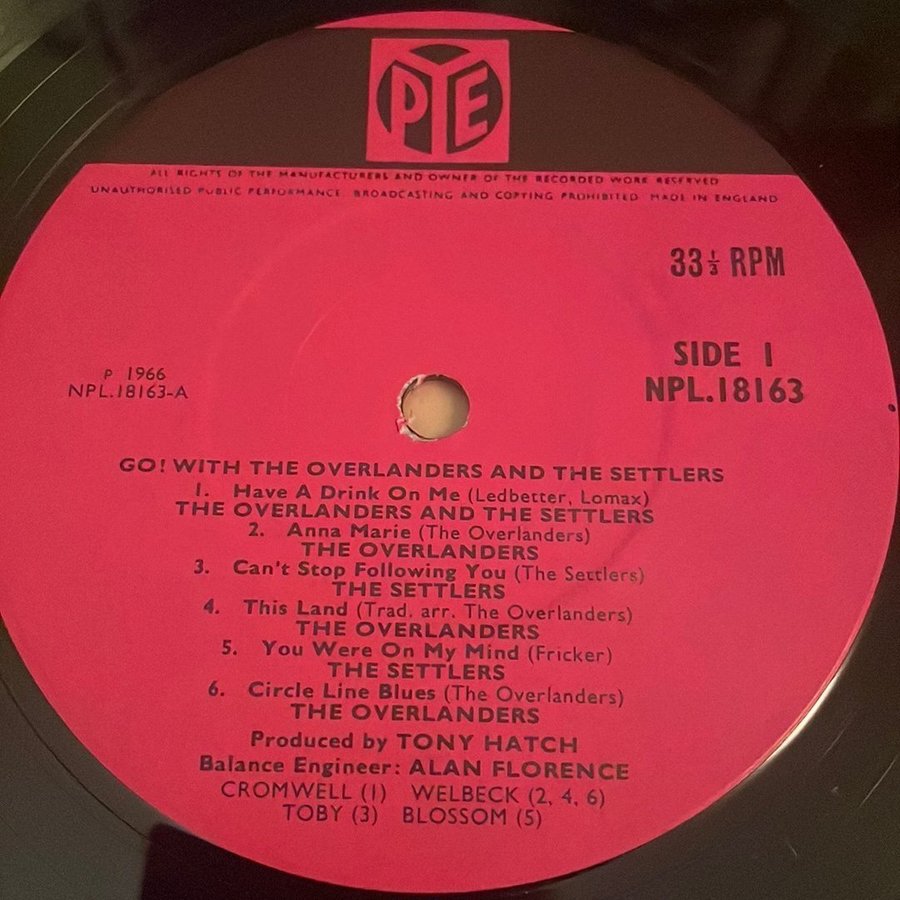 PYE
ALL RIGHTS OF THE MANUFACTURERS AND OWNER OF THE RECORDED WORK RESERVED
UNAUTHORISED PUBLIC PERFORMANCE. BROADCASTING AND COPYING PROHIBITED. MADE IN ENGLAND
33⅓ RPM
SIDE 1
NPL.18163
P 1966
NPL.18163-A
GO! WITH THE OVERLANDERS AND THE SETTLERS
1. Have A Drink On Me (Ledbetter, Lomax)
THE OVERLANDERS AND THE SETTLERS
2. Anna Marie (The Overlanders)
THE OVERLANDERS
3. Can't Stop Following You (The Settlers)
THE SETTLERS
4. This Land (Trad. arr. The Overlanders)
THE OVERLANDERS
5. You Were On My Mind (Fricker)
THE SETTLERS
6. Circle Line Blues (The Overlanders)
THE OVERLANDERS
Produced by TONY HATCH
Balance Engineer: ALAN FLORENCE
CROMWELL (1) WELBECK (2, 4, 6)
TOBY (3) BLOSSOM (5)